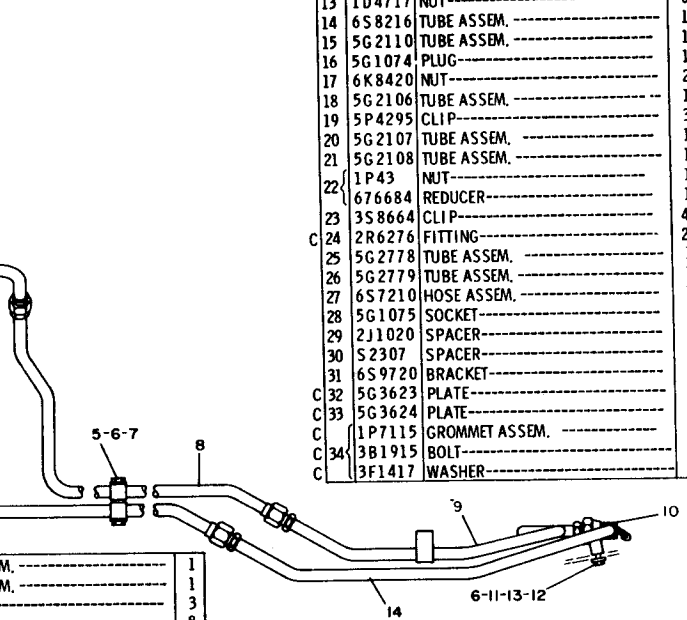 13 1D4717 NUT
14 6S8216 TUBE ASSEM. 1
15 5G2110 TUBE ASSEM. 1
16 5G1074 PLUG 1
17 6K8420 NUT 2
18 5G2106 TUBE ASSEM. 1
19 5P4295 CLIP 3
20 5G2107 TUBE ASSEM. 1
21 5G2108 TUBE ASSEM. 1
22 1P43 NUT 1
676684 REDUCER 1
23 3S8664 CLIP 4
C 24 2R6276 FITTING 2
25 5G2778 TUBE ASSEM.
26 5G2779 TUBE ASSEM.
27 6S7210 HOSE ASSEM.
28 5G1075 SOCKET
29 2J1020 SPACER
30 S2307 SPACER
31 6S9720 BRACKET
C 32 5G3623 PLATE
C 33 5G3624 PLATE
C 1P7115 GROMMET ASSEM.
C 34 3B1915 BOLT
C 3F1417 WASHER
5-6-7
8
9
10
6-11-13-12
14
M. 1
M. 1
3